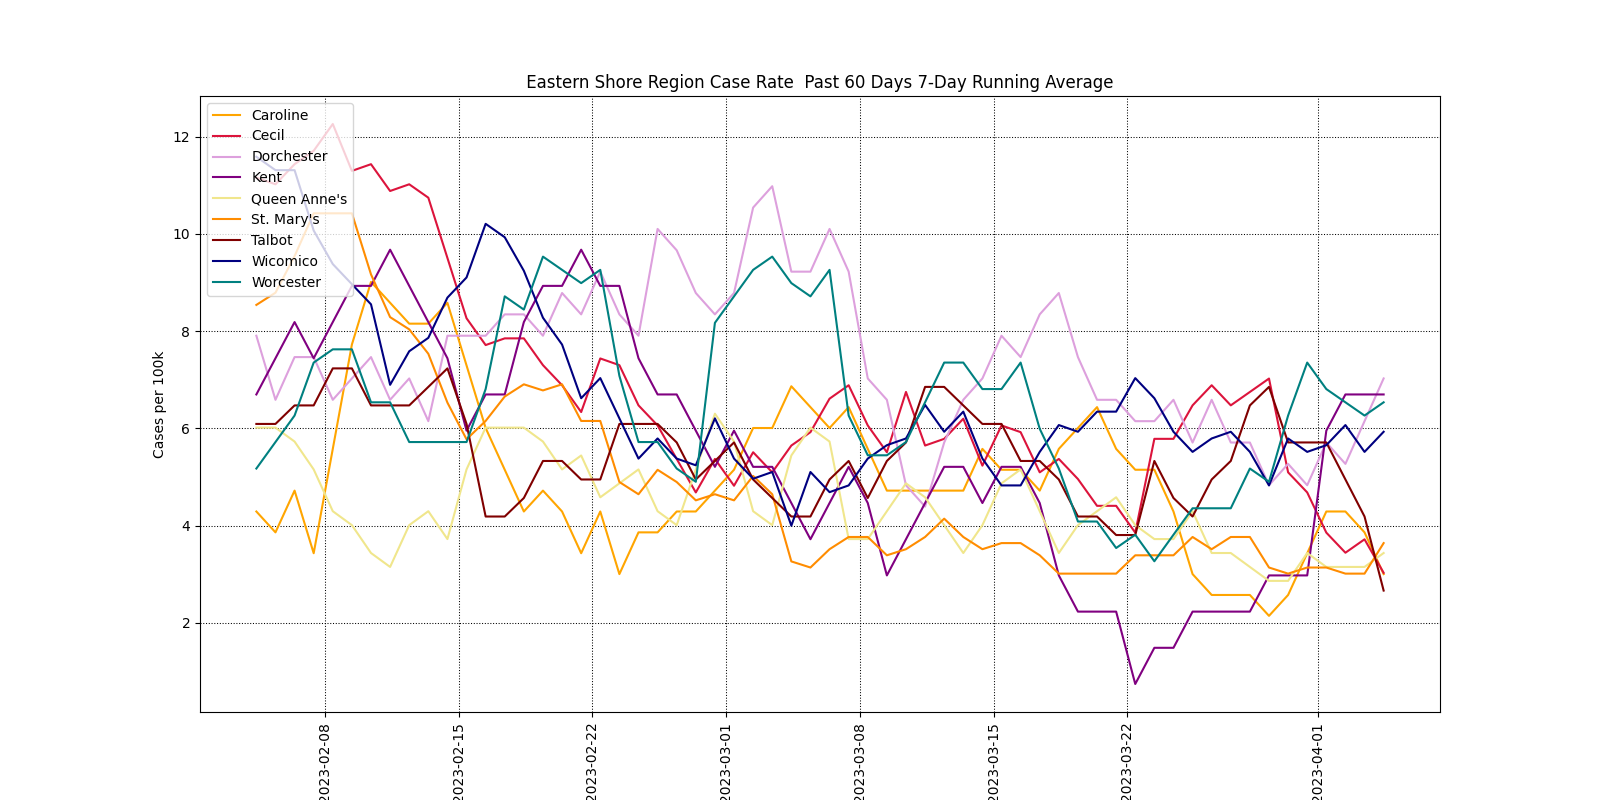 Eastern Shore Region Case Rate  Past 60 Days 7-Day Running Average
Caroline
Cecil
Dorchester
Kent
Queen Anne's
St. Mary's
Talbot
Wicomico
Worcester
Cases per 100k
12
10
8
6
4
2
2023-02-08
2023-02-15
2023-02-22
2023-03-01
2023-03-08
2023-03-15
2023-03-22
2023-04-01